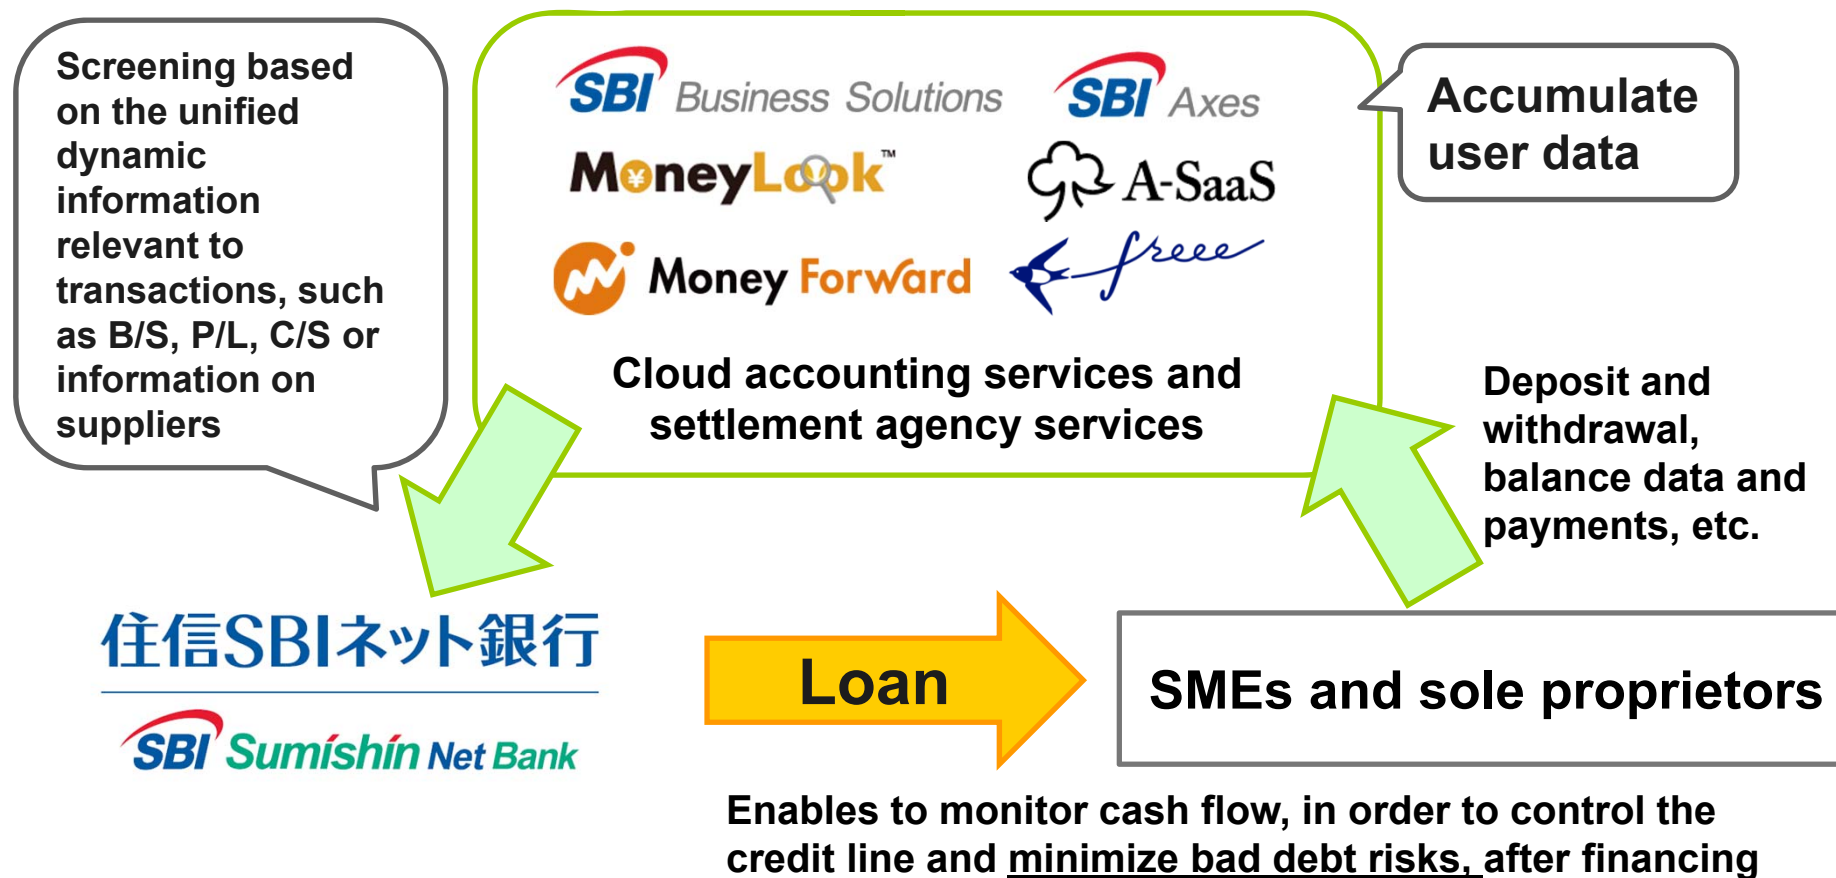 Screening based
on the unified
dynamic
information
relevant to
transactions, such
as B/S, P/L, C/S or
information on
suppliers
SBI Business Solutions
SBI Axes
MoneyLook™
A-SaaS
Money Forward
freee
Cloud accounting services and
settlement agency services
Accumulate
user data
Deposit and
withdrawal,
balance data and
payments, etc.
住信SBIネット銀行
SBI Sumishin Net Bank
Loan
SMEs and sole proprietors
Enables to monitor cash flow, in order to control the
credit line and minimize bad debt risks, after financing